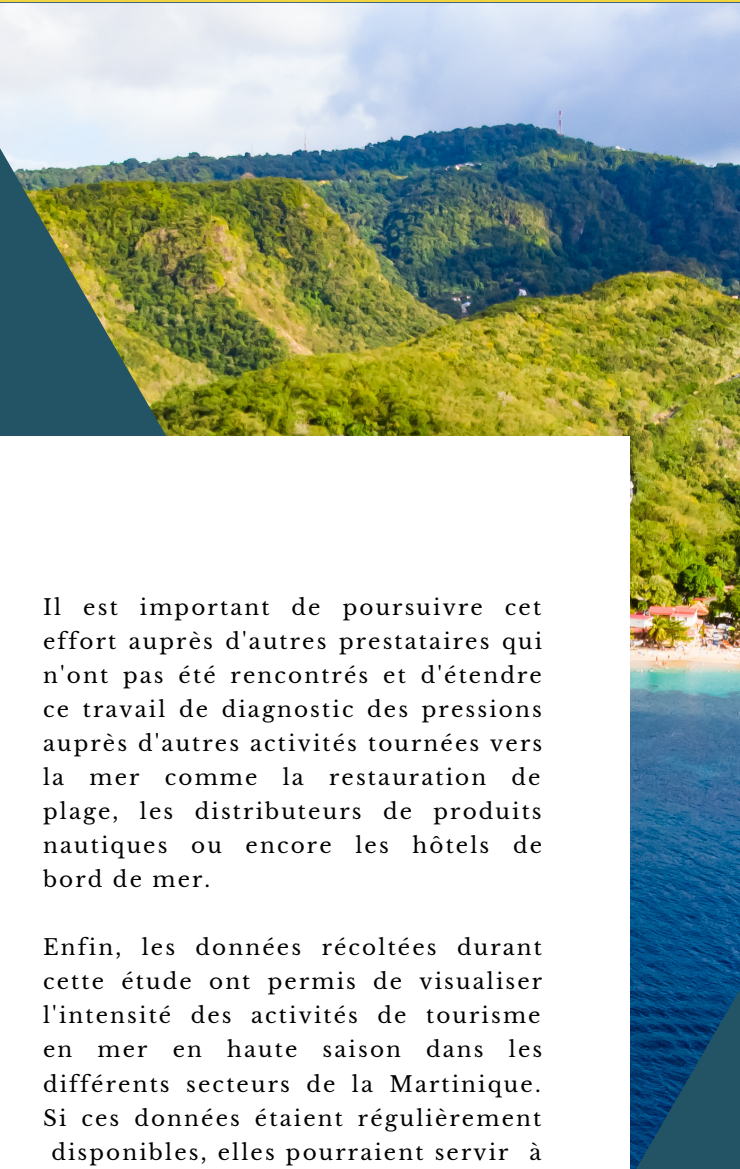 Il est important de poursuivre cet
effort auprès d'autres prestataires qui
n'ont pas été rencontrés et d'étendre
ce travail de diagnostic des pressions
auprès d'autres activités tournées vers
la mer comme la restauration de
plage, les distributeurs de produits
nautiques ou encore les hôtels de
bord de mer.

Enfin, les données récoltées durant
cette étude ont permis de visualiser
l'intensité des activités de tourisme
en mer en haute saison dans les
différents secteurs de la Martinique.
Si ces données étaient régulièrement
disponibles, elles pourraient servir à